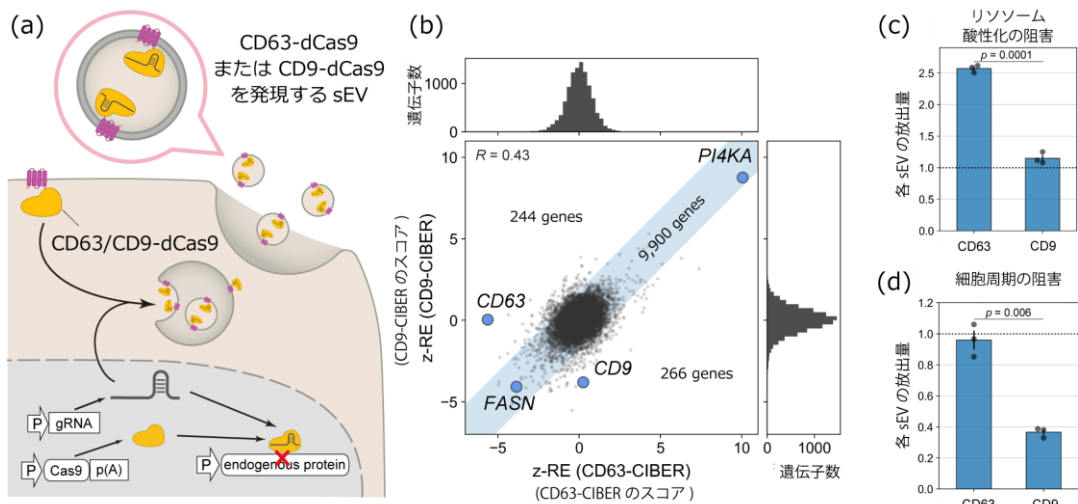 (a)
CD63-dCas9
または CD9-dCas9
を発現する sEV
CD63/CD9-dCas9
P gRNA
P Cas9 p(A)
P endogenous protein
(b)
遺伝子数
1000
0
R = 0.43
PI4KA
244 genes
9,900 genes
CD63
CD9
266 genes
FASN
10
5
0
−5
z-RE (CD9-CIBER)
(CD9-CIBER のスコア)
−5 0 5 10
z-RE (CD63-CIBER)
(CD63-CIBER のスコア)
0 1000
遺伝子数
(c)
リソソーム
酸性化の阻害
p = 0.0001
各 sEV の放出量
2.5
2.0
1.5
1.0
0.5
0.0
CD63 CD9
(d)
細胞周期の阻害
p = 0.006
各 sEV の放出量
1.2
1.0
0.8
0.6
0.4
0.2
0.0
CD63 CD9